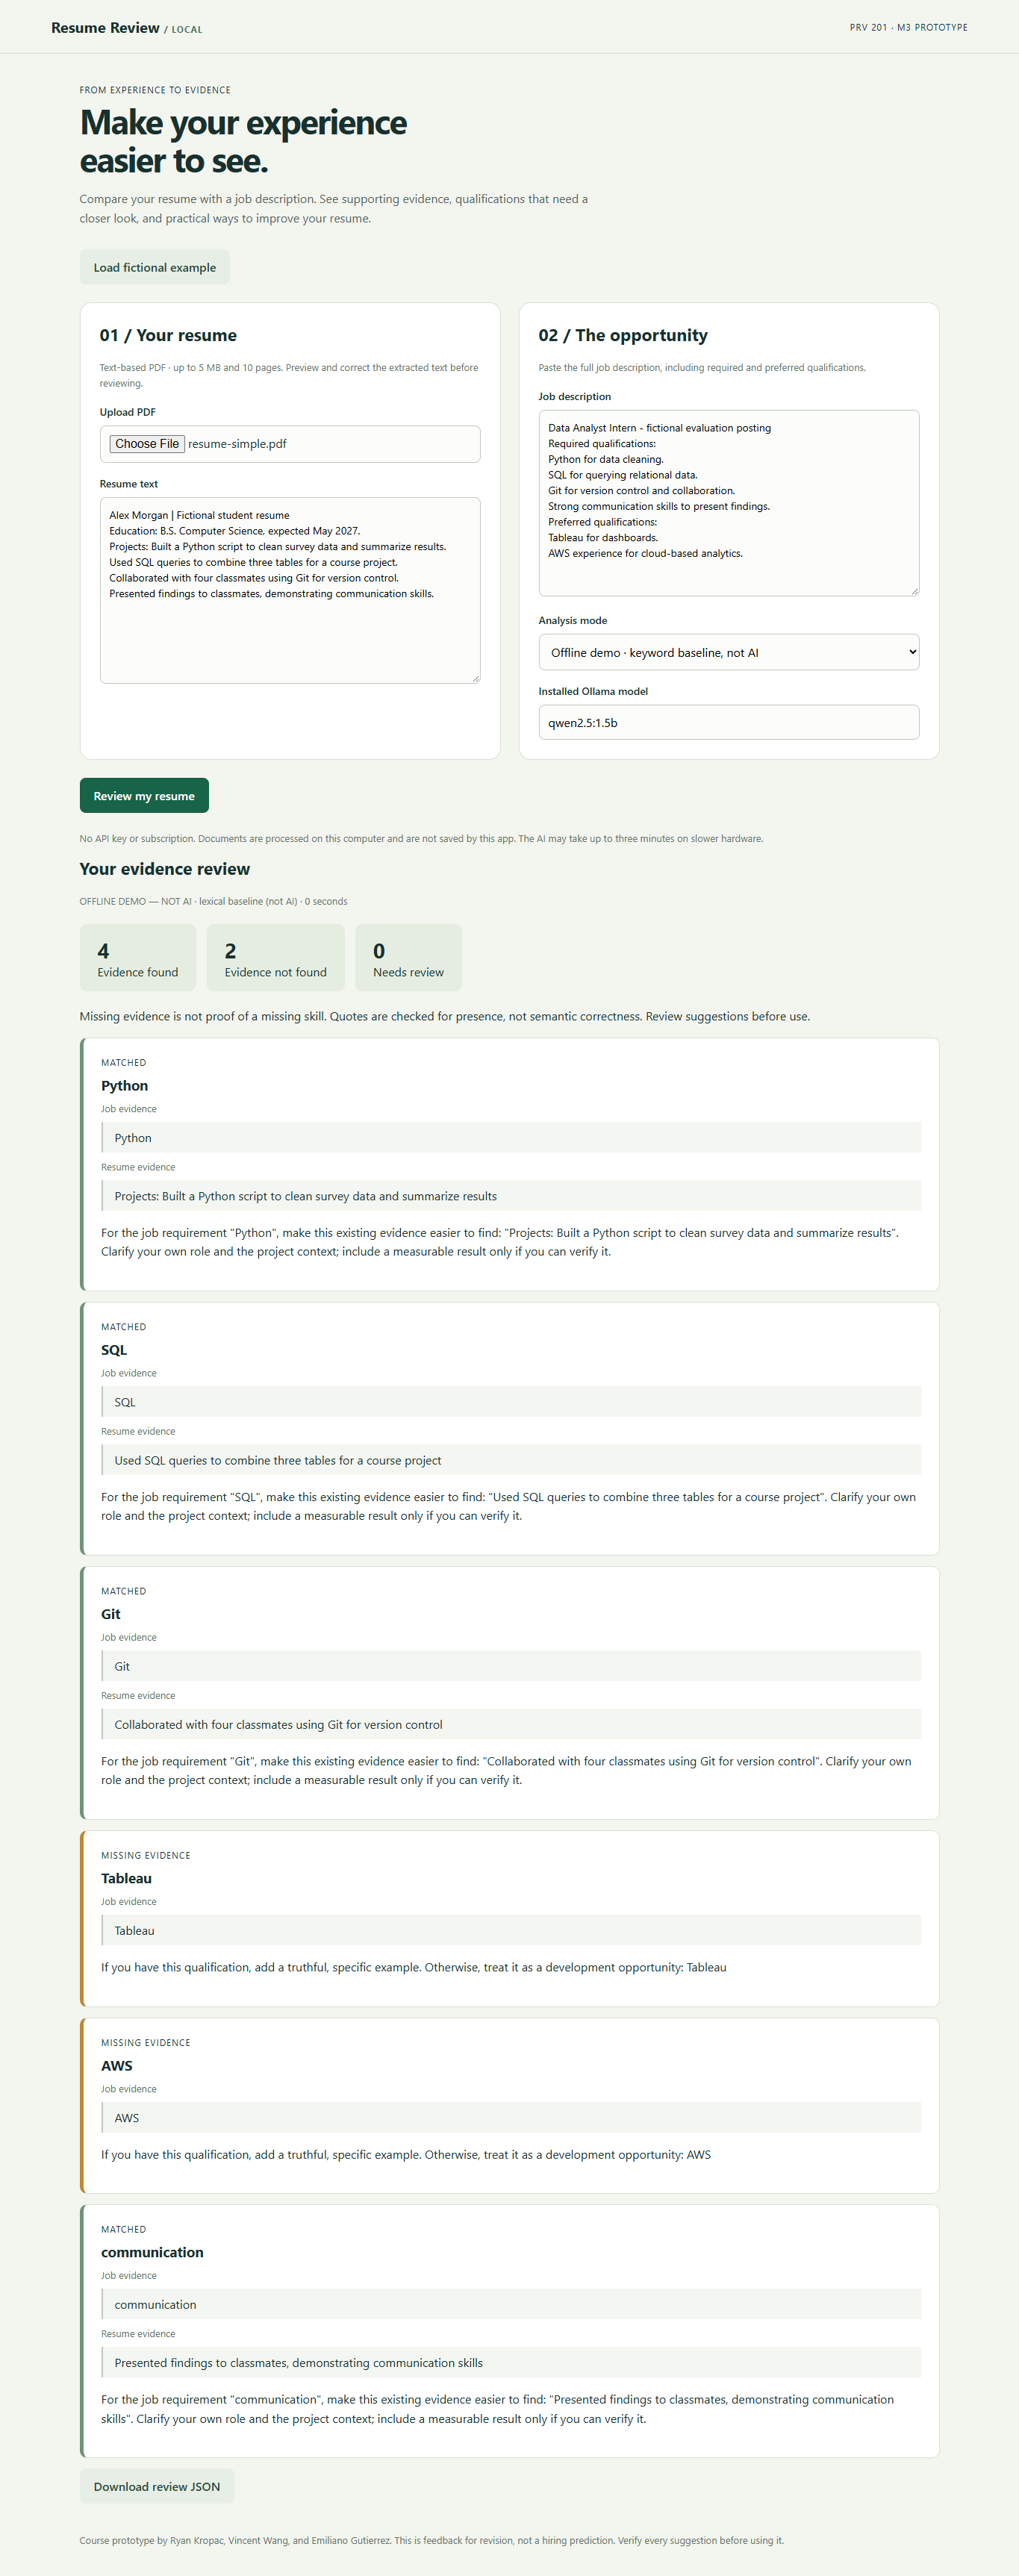 Resume Review / LOCAL
PRV 201 · M3 PROTOTYPE
FROM EXPERIENCE TO EVIDENCE
Make your experience
easier to see.
Compare your resume with a job description. See supporting evidence, qualifications that need a
closer look, and practical ways to improve your resume.
Load fictional example
01 / Your resume
Text-based PDF · up to 5 MB and 10 pages. Preview and correct the extracted text before
reviewing.
Upload PDF
Choose File resume-simple.pdf
Resume text
Alex Morgan | Fictional student resume
Education: B.S. Computer Science, expected May 2027.
Projects: Built a Python script to clean survey data and summarize results.
Used SQL queries to combine three tables for a course project.
Collaborated with four classmates using Git for version control.
Presented findings to classmates, demonstrating communication skills.
02 / The opportunity
Paste the full job description, including required and preferred qualifications.
Job description
Data Analyst Intern - fictional evaluation posting
Required qualifications:
Python for data cleaning.
SQL for querying relational data.
Git for version control and collaboration.
Strong communication skills to present findings.
Preferred qualifications:
Tableau for dashboards.
AWS experience for cloud-based analytics.
Analysis mode
Offline demo · keyword baseline, not AI
Installed Ollama model
qwen2.5:1.5b
Review my resume
No API key or subscription. Documents are processed on this computer and are not saved by this app. The AI may take up to three minutes on slower hardware.
Your evidence review
OFFLINE DEMO — NOT AI · lexical baseline (not AI) · 0 seconds
4
Evidence found
2
Evidence not found
0
Needs review
Missing evidence is not proof of a missing skill. Quotes are checked for presence, not semantic correctness. Review suggestions before use.
MATCHED
Python
Job evidence
Python
Resume evidence
Projects: Built a Python script to clean survey data and summarize results
For the job requirement "Python", make this existing evidence easier to find: "Projects: Built a Python script to clean survey data and summarize results".
Clarify your own role and the project context; include a measurable result only if you can verify it.
MATCHED
SQL
Job evidence
SQL
Resume evidence
Used SQL queries to combine three tables for a course project
For the job requirement "SQL", make this existing evidence easier to find: "Used SQL queries to combine three tables for a course project". Clarify your own
role and the project context; include a measurable result only if you can verify it.
MATCHED
Git
Job evidence
Git
Resume evidence
Collaborated with four classmates using Git for version control
For the job requirement "Git", make this existing evidence easier to find: "Collaborated with four classmates using Git for version control". Clarify your own
role and the project context; include a measurable result only if you can verify it.
MISSING EVIDENCE
Tableau
Job evidence
Tableau
If you have this qualification, add a truthful, specific example. Otherwise, treat it as a development opportunity: Tableau
MISSING EVIDENCE
AWS
Job evidence
AWS
If you have this qualification, add a truthful, specific example. Otherwise, treat it as a development opportunity: AWS
MATCHED
communication
Job evidence
communication
Resume evidence
Presented findings to classmates, demonstrating communication skills
For the job requirement "communication", make this existing evidence easier to find: "Presented findings to classmates, demonstrating communication
skills". Clarify your own role and the project context; include a measurable result only if you can verify it.
Download review JSON
Course prototype by Ryan Kropac, Vincent Wang, and Emiliano Gutierrez. This is feedback for revision, not a hiring prediction. Verify every suggestion before using it.